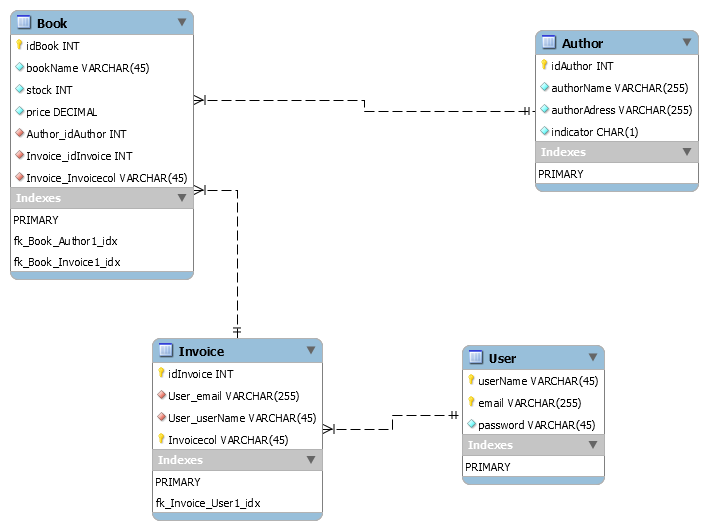 Book
idBook INT
bookName VARCHAR(45)
stock INT
price DECIMAL
Author_idAuthor INT
Invoice_idInvoice INT
Invoice_Invoicecol VARCHAR(45)
Indexes
PRIMARY
fk_Book_Author1_idx
fk_Book_Invoice1_idx
Author
idAuthor INT
authorName VARCHAR(255)
authorAdress VARCHAR(255)
indicator CHAR(1)
Indexes
PRIMARY
Invoice
idInvoice INT
User_email VARCHAR(255)
User_userName VARCHAR(45)
Invoicecol VARCHAR(45)
Indexes
PRIMARY
fk_Invoice_User1_idx
User
userName VARCHAR(45)
email VARCHAR(255)
password VARCHAR(45)
Indexes
PRIMARY